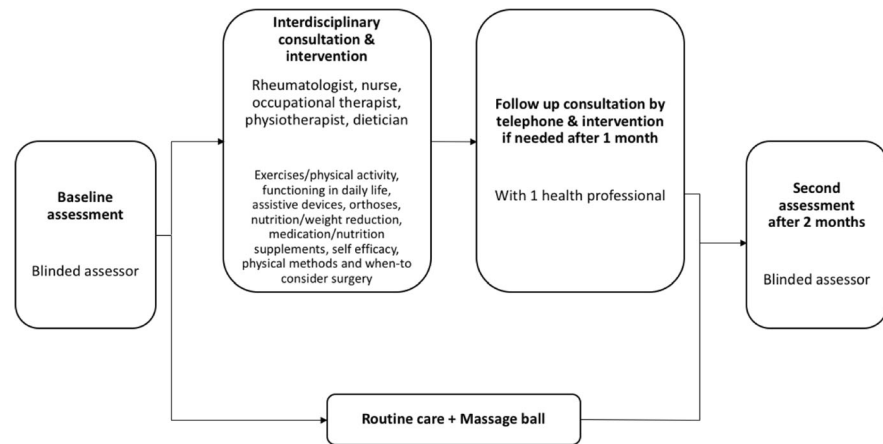 Baseline
assessment
Blinded assessor
Interdisciplinary
consultation &
intervention
Rheumatologist, nurse,
occupational therapist,
physiotherapist, dietician
Exercises/physical activity,
functioning in daily life,
assistive devices, orthoses,
nutrition/weight reduction,
medication/nutrition
supplements, self efficacy,
physical methods and when-to
consider surgery
Follow up consultation by
telephone & intervention
if needed after 1 month
With 1 health professional
Routine care + Massage ball
Second
assessment
after 2 months
Blinded assessor